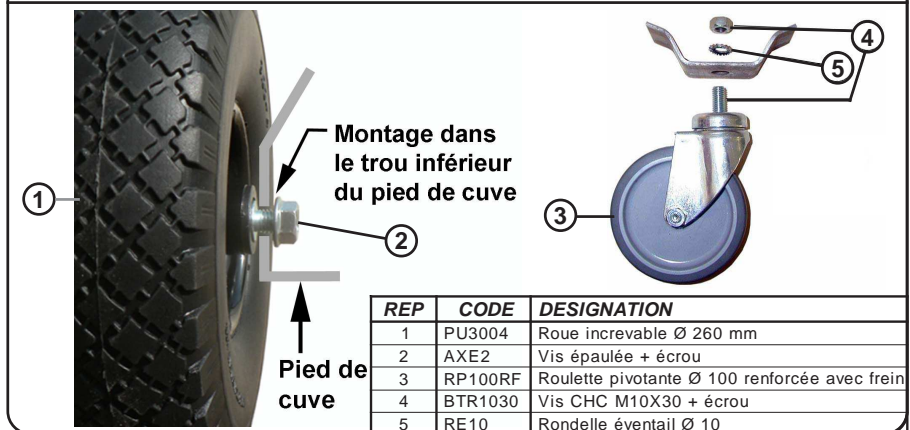 4
5
Montage dans
le trou inférieur
du pied de cuve
1
3
2
REP CODE DESIGNATION
1 PU3004 Roue increvable Ø 260 mm
2 AXE2 Vis épaulée + écrou
3 RP100RF Roulette pivotante Ø 100 renforcée avec frein
4 BTR1030 Vis CHC M10X30 + écrou
5 RE10 Rondelle éventail Ø 10
Pied de
cuve